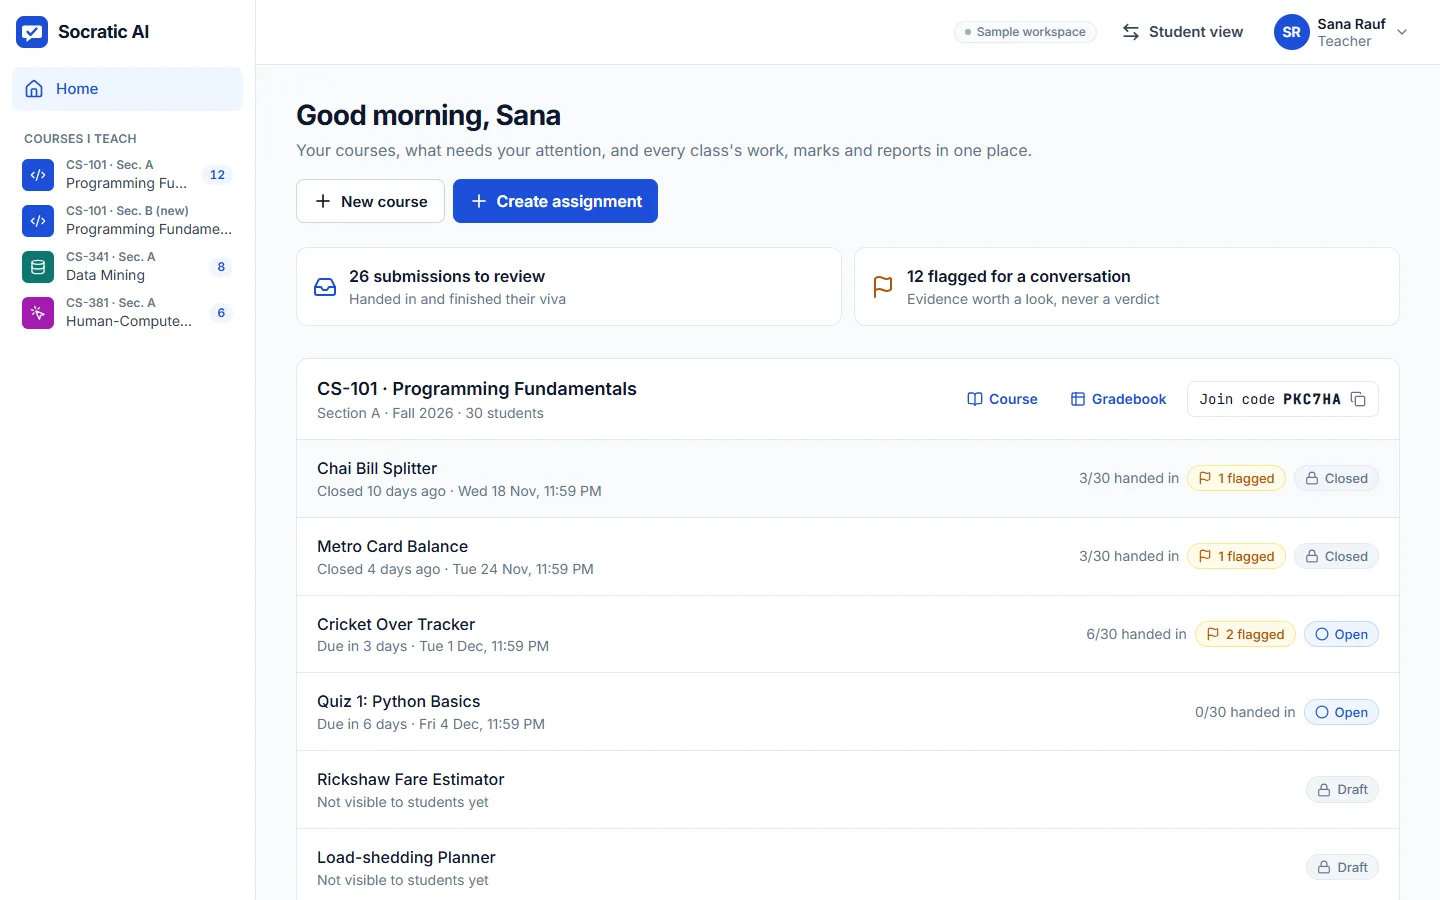 Socratic AI
Sample workspace
Student view
SR
Sana Rauf
Teacher
Home
COURSES I TEACH
CS-101 · Sec. A
Programming Fu...
12
CS-101 · Sec. B (new)
Programming Fundame...
CS-341 · Sec. A
Data Mining
8
CS-381 · Sec. A
Human-Compute...
6
Good morning, Sana
Your courses, what needs your attention, and every class's work, marks and reports in one place.
New course
Create assignment
26 submissions to review
Handed in and finished their viva
12 flagged for a conversation
Evidence worth a look, never a verdict
CS-101 · Programming Fundamentals
Section A · Fall 2026 · 30 students
Course
Gradebook
Join code PKC7HA
Chai Bill Splitter
Closed 10 days ago · Wed 18 Nov, 11:59 PM
3/30 handed in
1 flagged
Closed
Metro Card Balance
Closed 4 days ago · Tue 24 Nov, 11:59 PM
3/30 handed in
1 flagged
Closed
Cricket Over Tracker
Due in 3 days · Tue 1 Dec, 11:59 PM
6/30 handed in
2 flagged
Open
Quiz 1: Python Basics
Due in 6 days · Fri 4 Dec, 11:59 PM
0/30 handed in
Open
Rickshaw Fare Estimator
Not visible to students yet
Draft
Load-shedding Planner
Not visible to students yet
Draft